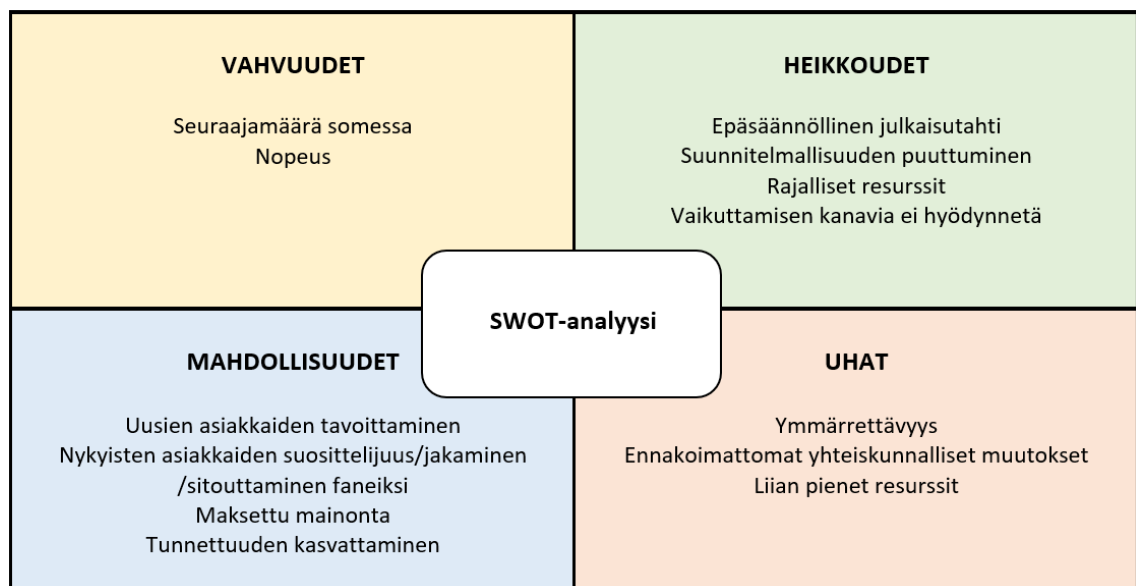 VAHVUUDET
Seuraajamäärä somessa
Nopeus
HEIKKOUDET
Epäsäännöllinen julkaisutahti
Suunnitelmallisuuden puuttuminen
Rajalliset resurssit
Vaikuttamisen kanavia ei hyödynnetä
SWOT-analyysi
MAHDOLLISUUDET
Uusien asiakkaiden tavoittaminen
Nykyisten asiakkaiden suosittelijuus/jakaminen
/sitouttaminen faneiksi
Maksettu mainonta
Tunnettuuden kasvattaminen
UHAT
Ymmärrettävyys
Ennakoimattomat yhteiskunnalliset muutokset
Liian pienet resurssit